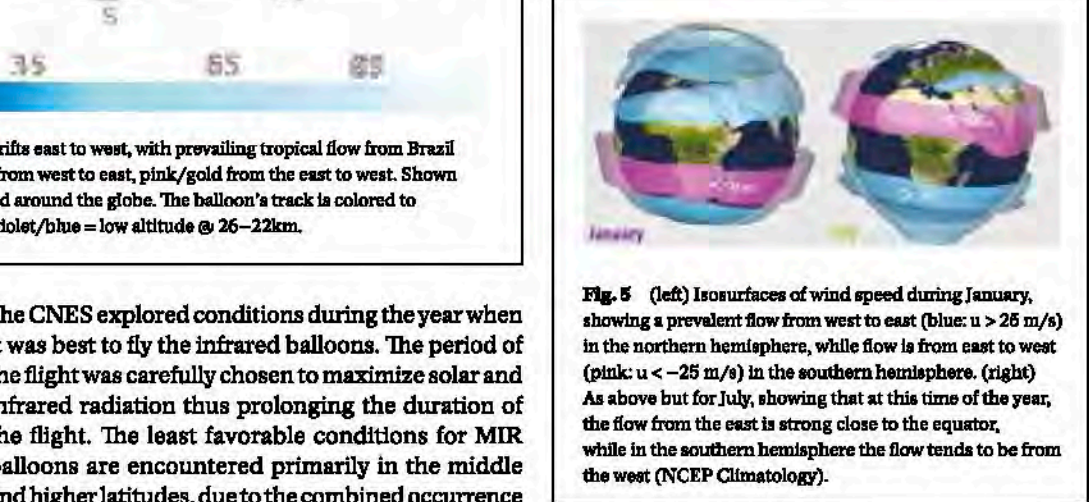 S
35 65 89
rifts east to west, with prevailing tropical flow from Brazil
from west to east, pink/gold from the east to west. Shown
d around the globe. The balloon's track is colored to
iolet/blue = low altitude @ 26–22km.
he CNES explored conditions during the year when
t was best to fly the infrared balloons. The period of
he flight was carefully chosen to maximize solar and
nfrared radiation thus prolonging the duration of
he flight. The least favorable conditions for MIR
alloons are encountered primarily in the middle
nd higher latitudes, due to the combined occurrence
January
Fig. 5 (left) Isosurfaces of wind speed during January,
showing a prevalent flow from west to east (blue: u > 25 m/s)
in the northern hemisphere, while flow is from east to west
(pink: u < −25 m/s) in the southern hemisphere. (right)
As above but for July, showing that at this time of the year,
the flow from the east is strong close to the equator,
while in the southern hemisphere the flow tends to be from
the west (NCEP Climatology).